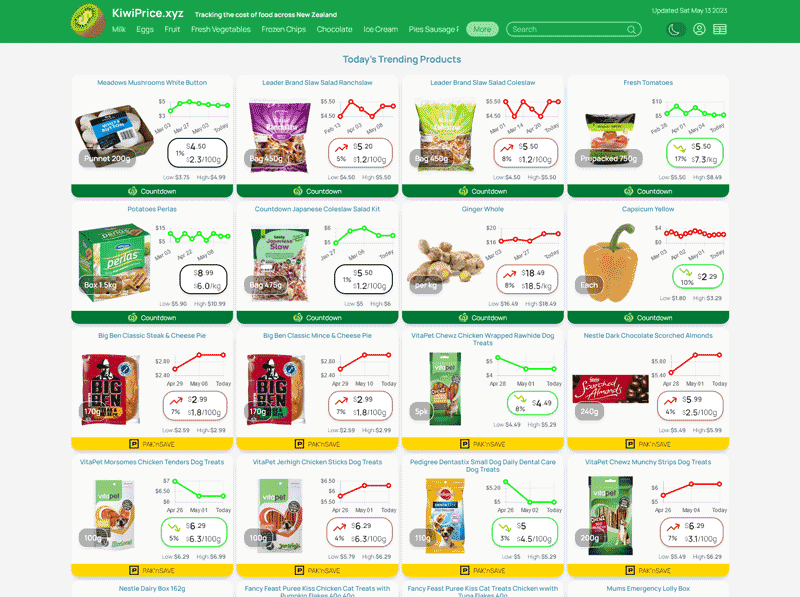 KiwiPrice.xyz
Tracking the cost of food across New Zealand
Updated Sat May 13 2023
Milk Eggs Fruit Fresh Vegetables Frozen Chips Chocolate Ice Cream Pies Sausage F More
Search
Today's Trending Products
Meadows Mushrooms White Button
$5
$3
Mar 03 Mar 27 May 03 Today
Punnet 200g
1% $4.50
$2.3/100g
Low $3.75 High $4.99
Countdown
Leader Brand Slaw Salad Ranchslaw
$5.50
$4.50
Feb 13 Apr 03 May 08 Today
Bag 450g
5% $5.20
$1.2/100g
Low $4.50 High $5.50
Countdown
Leader Brand Slaw Salad Coleslaw
$5.50
$4.50
Mar 01 Mar 14 Apr 20 Today
Bag 450g
8% $5.50
$1.2/100g
Low $4.50 High $5.50
Countdown
Fresh Tomatoes
$10
$5
Feb 28 Apr 01 May 04 Today
Prepacked 750g
17% $5.50
$7.3/kg
Low $5.50 High $8.49
Countdown
Potatoes Perlas
$15
$5
Mar 03 Apr 22 May 08 Today
perlas
Box 1.5kg
$8.99
$6.0/kg
Low $5.90 High $10.99
Countdown
Countdown Japanese Coleslaw Salad Kit
$6
$5
Jan 27 Mar 06 Today
Japanese
Slaw
Bag 475g
1% $5.50
$1.2/100g
Low $5 High $6
Countdown
Ginger Whole
$20
$16
Mar 03 May 01 Today
per kg
8% $18.49
$18.5/kg
Low $16.49 High $18.49
Countdown
Capsicum Yellow
$4
$0
Mar 03 Apr 02 May 01 Today
Each
10% $2.29
Low $1.80 High $3.29
Countdown
Big Ben Classic Steak & Cheese Pie
$2.80
$2.40
Apr 29 May 08 Today
BIG
BEN
170g
7% $2.99
$1.8/100g
Low $2.59 High $2.99
PAK'nSAVE
Big Ben Classic Mince & Cheese Pie
$2.80
$2.40
Apr 29 May 10 Today
BIG
BEN
170g
7% $2.99
$1.8/100g
Low $2.59 High $2.99
PAK'nSAVE
VitaPet Chewz Chicken Wrapped Rawhide Dog
Treats
$5
$4
Apr 28 May 01 Today
vitapet
5pk
8% $4.49
Low $4.49 High $5.29
PAK'nSAVE
Nestle Dark Chocolate Scorched Almonds
$5.80
$5.40
Apr 23 May 01 Today
Scorched
Almonds
240g
4% $5.99
$2.5/100g
Low $5.49 High $5.99
PAK'nSAVE
VitaPet Morsomes Chicken Tenders Dog Treats
$7
$6.50
$6
Apr 26 May 01 Today
vitapet
100g
5% $6.29
$6.3/100g
Low $6.29 High $6.99
PAK'nSAVE
VitaPet Jerhigh Chicken Sticks Dog Treats
$6.50
$6
$5.50
Apr 26 May 01 Today
vitapet
100g
4% $6.29
$6.3/100g
Low $5.79 High $6.29
PAK'nSAVE
Pedigree Dentastix Small Dog Daily Dental Care
Dog Treats
$5.20
$5
Apr 28 May 01 Today
110g
3% $5
$4.5/100g
Low $5 High $5.29
PAK'nSAVE
VitaPet Chewz Munchy Strips Dog Treats
$6
$5
Apr 26 May 04 Today
vitapet
200g
7% $6.29
$3.1/100g
Low $5.49 High $6.29
PAK'nSAVE
Nestle Dairy Box 162g
Fancy Feast Puree Kiss Chicken Cat Treats with
Pumpkin Flakes 40g 40g
Fancy Feast Puree Kiss Cat Treats Chicken with
Tuna Flakes 40g
Mums Emergency Lolly Box